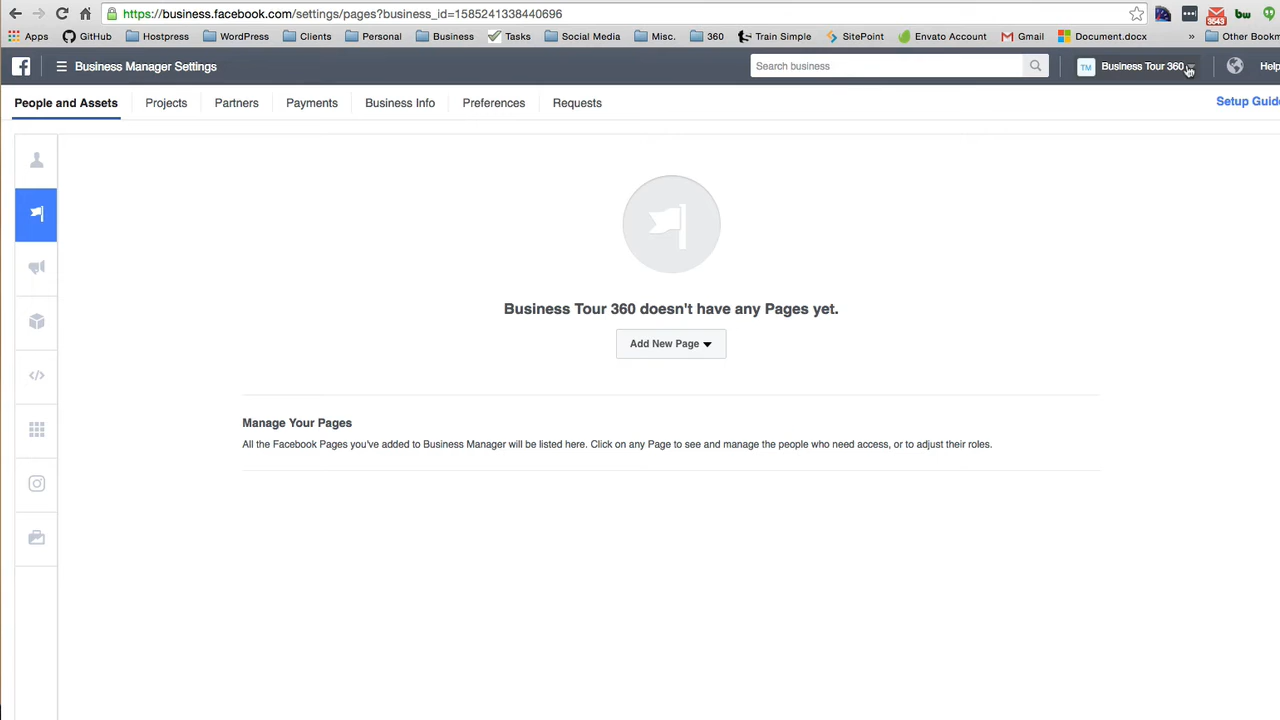 https://business.facebook.com/settings/pages?business_id=1585241338440696
3543
bw
Apps GitHub Hostpress WordPress Clients Personal Business Tasks Social Media Misc. 360 Train Simple SitePoint Envato Account Gmail Document.docx » Other Book
Business Manager Settings Search business TM Business Tour 360 Help
People and Assets Projects Partners Payments Business Info Preferences Requests Setup Guide
Business Tour 360 doesn't have any Pages yet.
Add New Page
Manage Your Pages
All the Facebook Pages you've added to Business Manager will be listed here. Click on any Page to see and manage the people who need access, or to adjust their roles.